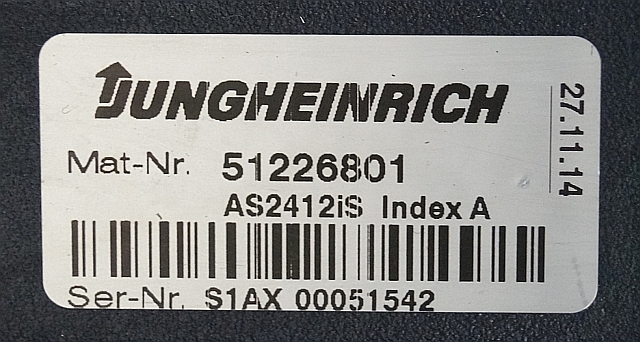 JUNGHEINRICH
Mat-Nr. 51226801
AS2412iS Index A
Ser-Nr. S1AX 00051542
27.11.14